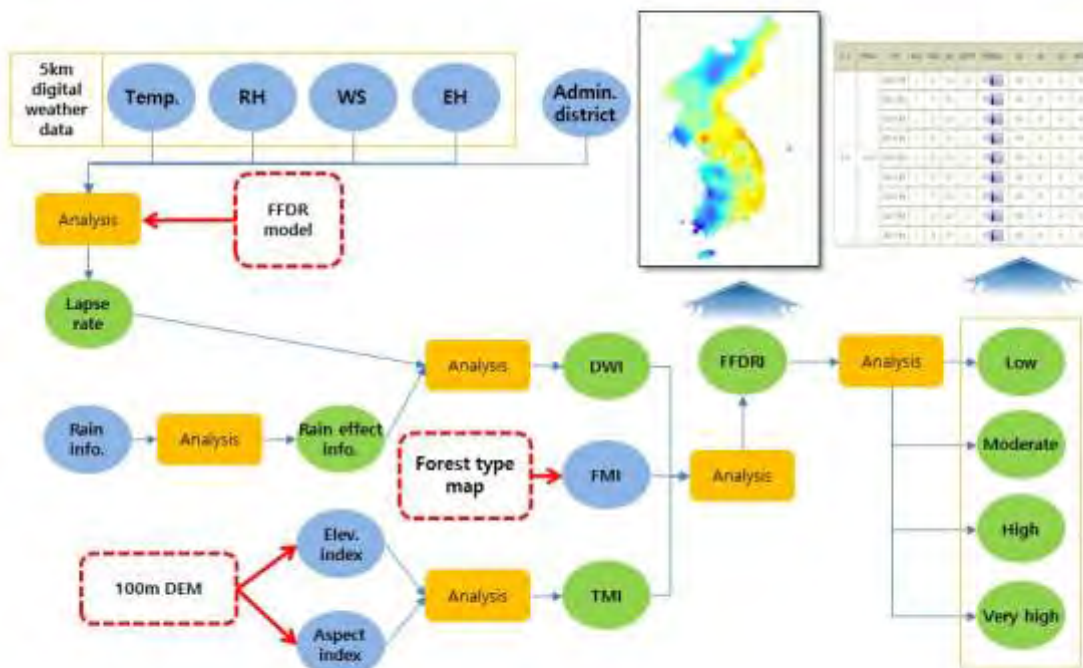 5km
digital
weather
data
Temp.
RH
WS
EH
Admin.
district
Analysis
FFDR
model
Lapse
rate
Analysis
DWI
FFDRI
Analysis
Low
Rain
info.
Analysis
Rain effect
info.
Moderate
Forest type
map
FMI
Analysis
Elev.
index
High
100m DEM
Analysis
TMI
Aspect
index
Very high